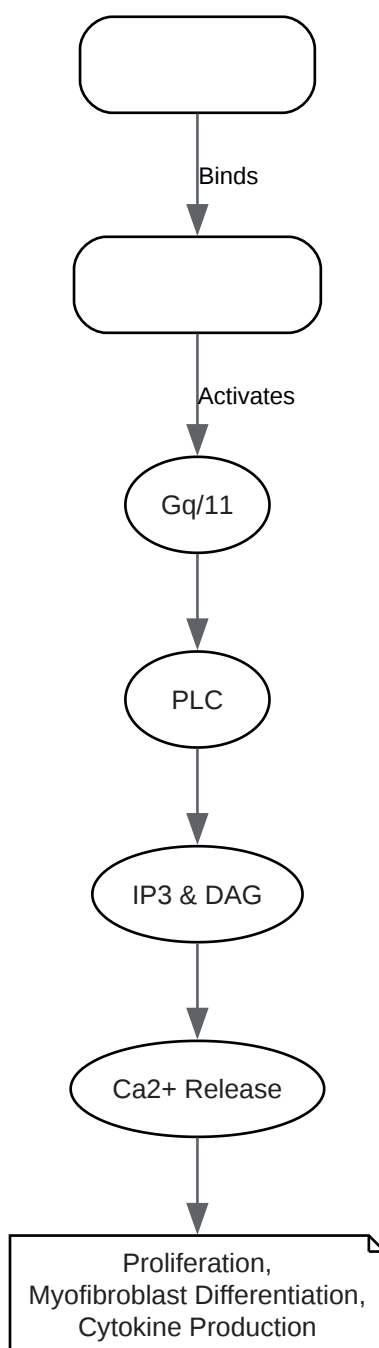 Binds
Activates
Gq/11
PLC
IP3 & DAG
Ca2+ Release
Proliferation,
Myofibroblast Differentiation,
Cytokine Production